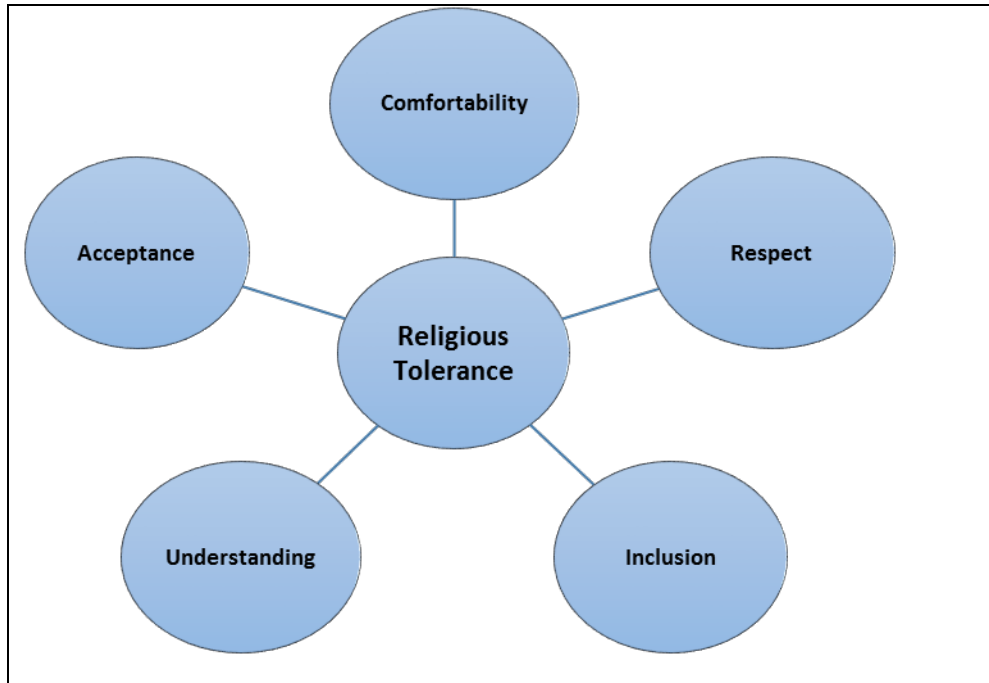 Comfortability
Acceptance
Respect
Religious
Tolerance
Understanding
Inclusion